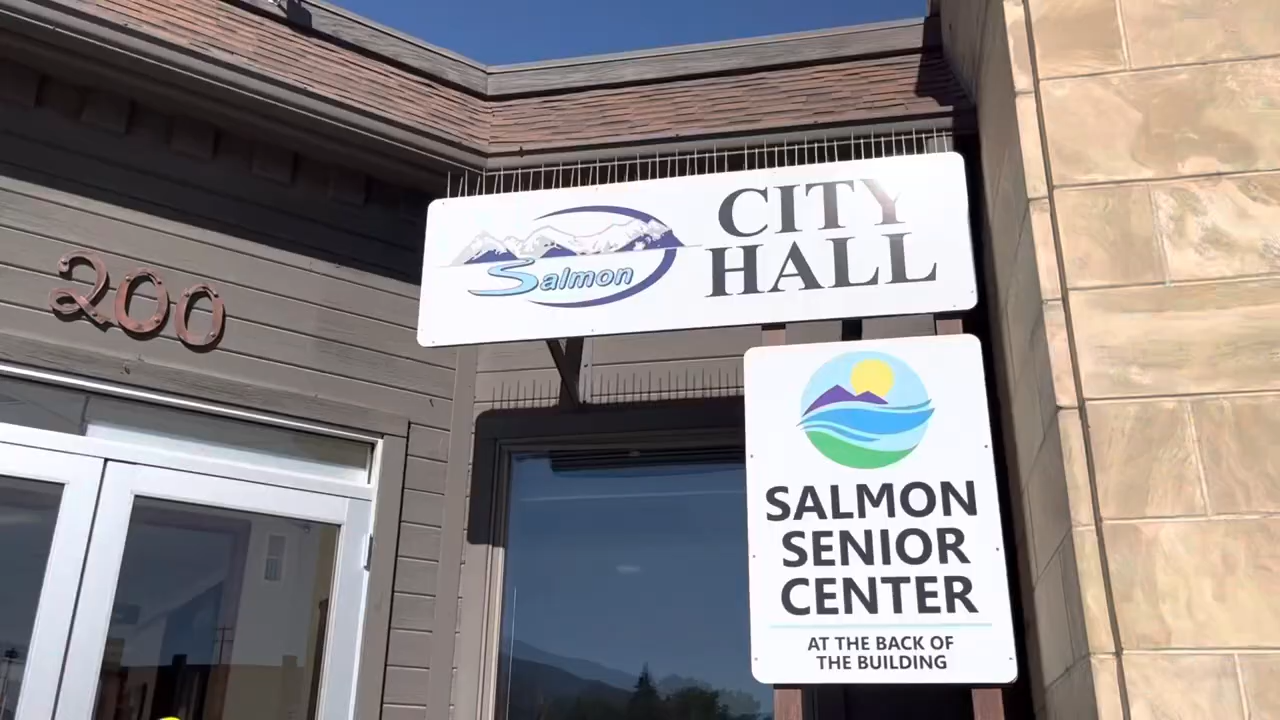 200
Salmon
CITY
HALL
SALMON
SENIOR
CENTER
AT THE BACK OF
THE BUILDING